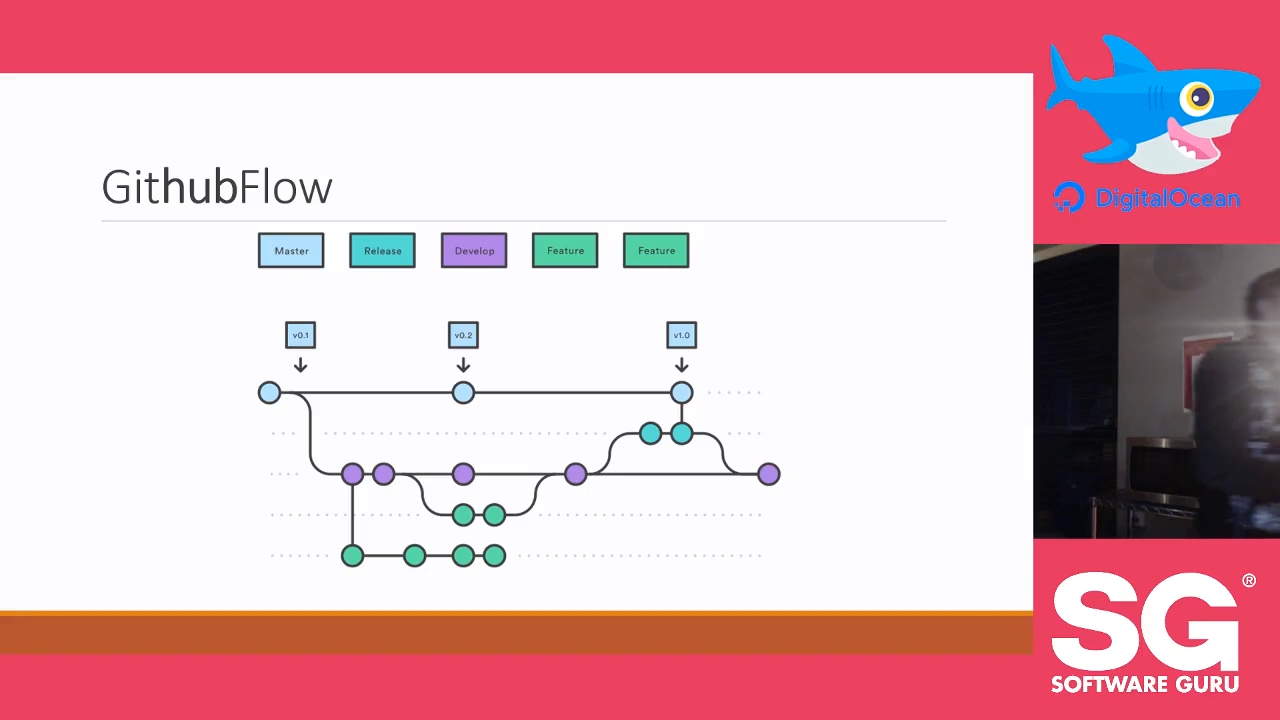 GithubFlow
Master
Release
Develop
Feature
Feature
v0.1
v0.2
v1.0
DigitalOcean
SG®
SOFTWARE GURU